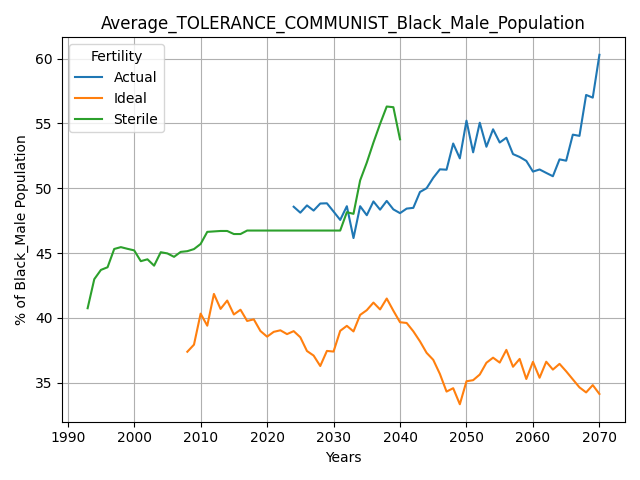 Average_TOLERANCE_COMMUNIST_Black_Male_Population
Fertility
Actual
Ideal
Sterile
% of Black_Male Population
60
55
50
45
40
35
1990
2000
2010
2020
2030
2040
2050
2060
2070
Years